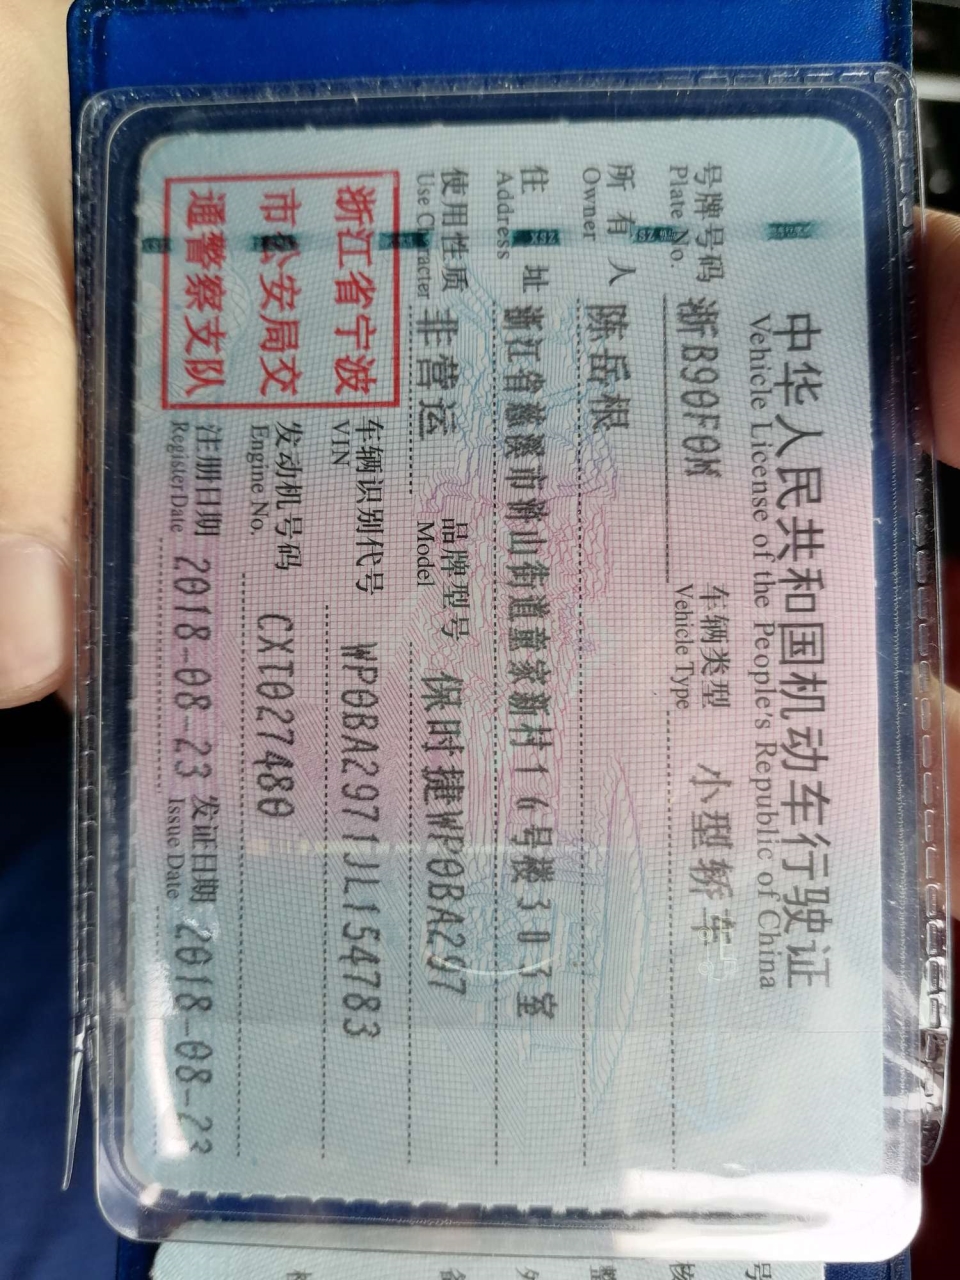 中华人民共和国机动车行驶证
Vehicle License of the People's Republic of China
号牌号码 浙B90F0M 车辆类型 小型轿车
Plate No. Vehicle Type
所有人 陈岳根
Owner
住址 浙江省慈溪市浒山街道童家新村116号楼303室
Address
使用性质 非营运 品牌型号 保时捷WP0BA297
Use Character Model
浙江省宁波
市公安局交
通警察支队
车辆识别代号 WP0BA2971JL154783
VIN
发动机号码 CXT027480
Engine No.
注册日期 2018-08-23 发证日期 2018-08-23
Register Date Issue Date